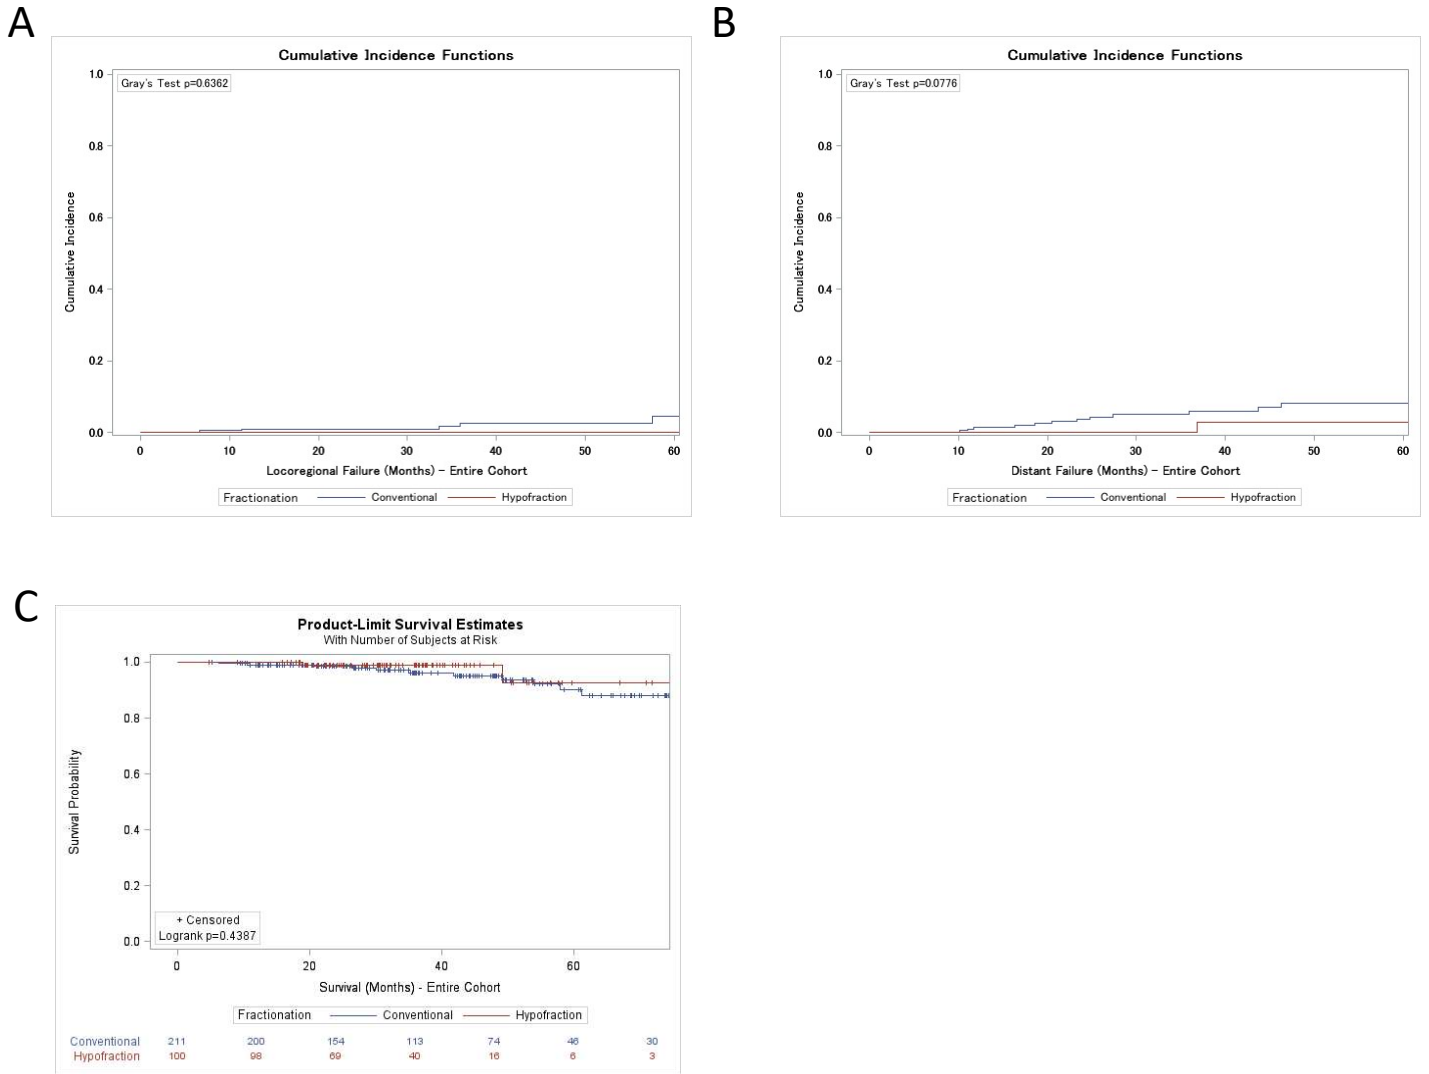 A
Cumulative Incidence Functions
Gray's Test p=0.6362
1.0
0.8
0.6
0.4
0.2
0.0
Cumulative Incidence
0 10 20 30 40 50 60
Locoregional Failure (Months) - Entire Cohort
Fractionation Conventional Hypofraction
B
Cumulative Incidence Functions
Gray's Test p=0.0776
1.0
0.8
0.6
0.4
0.2
0.0
Cumulative Incidence
0 10 20 30 40 50 60
Distant Failure (Months) - Entire Cohort
Fractionation Conventional Hypofraction
C
Product-Limit Survival Estimates
With Number of Subjects at Risk
1.0
0.8
0.6
0.4
0.2
0.0
Survival Probability
+ Censored
Logrank p=0.4387
0 20 40 60
Survival (Months) - Entire Cohort
Fractionation Conventional Hypofraction
Conventional 211 200 154 113 74 46 30
Hypofraction 100 98 69 40 16 6 3